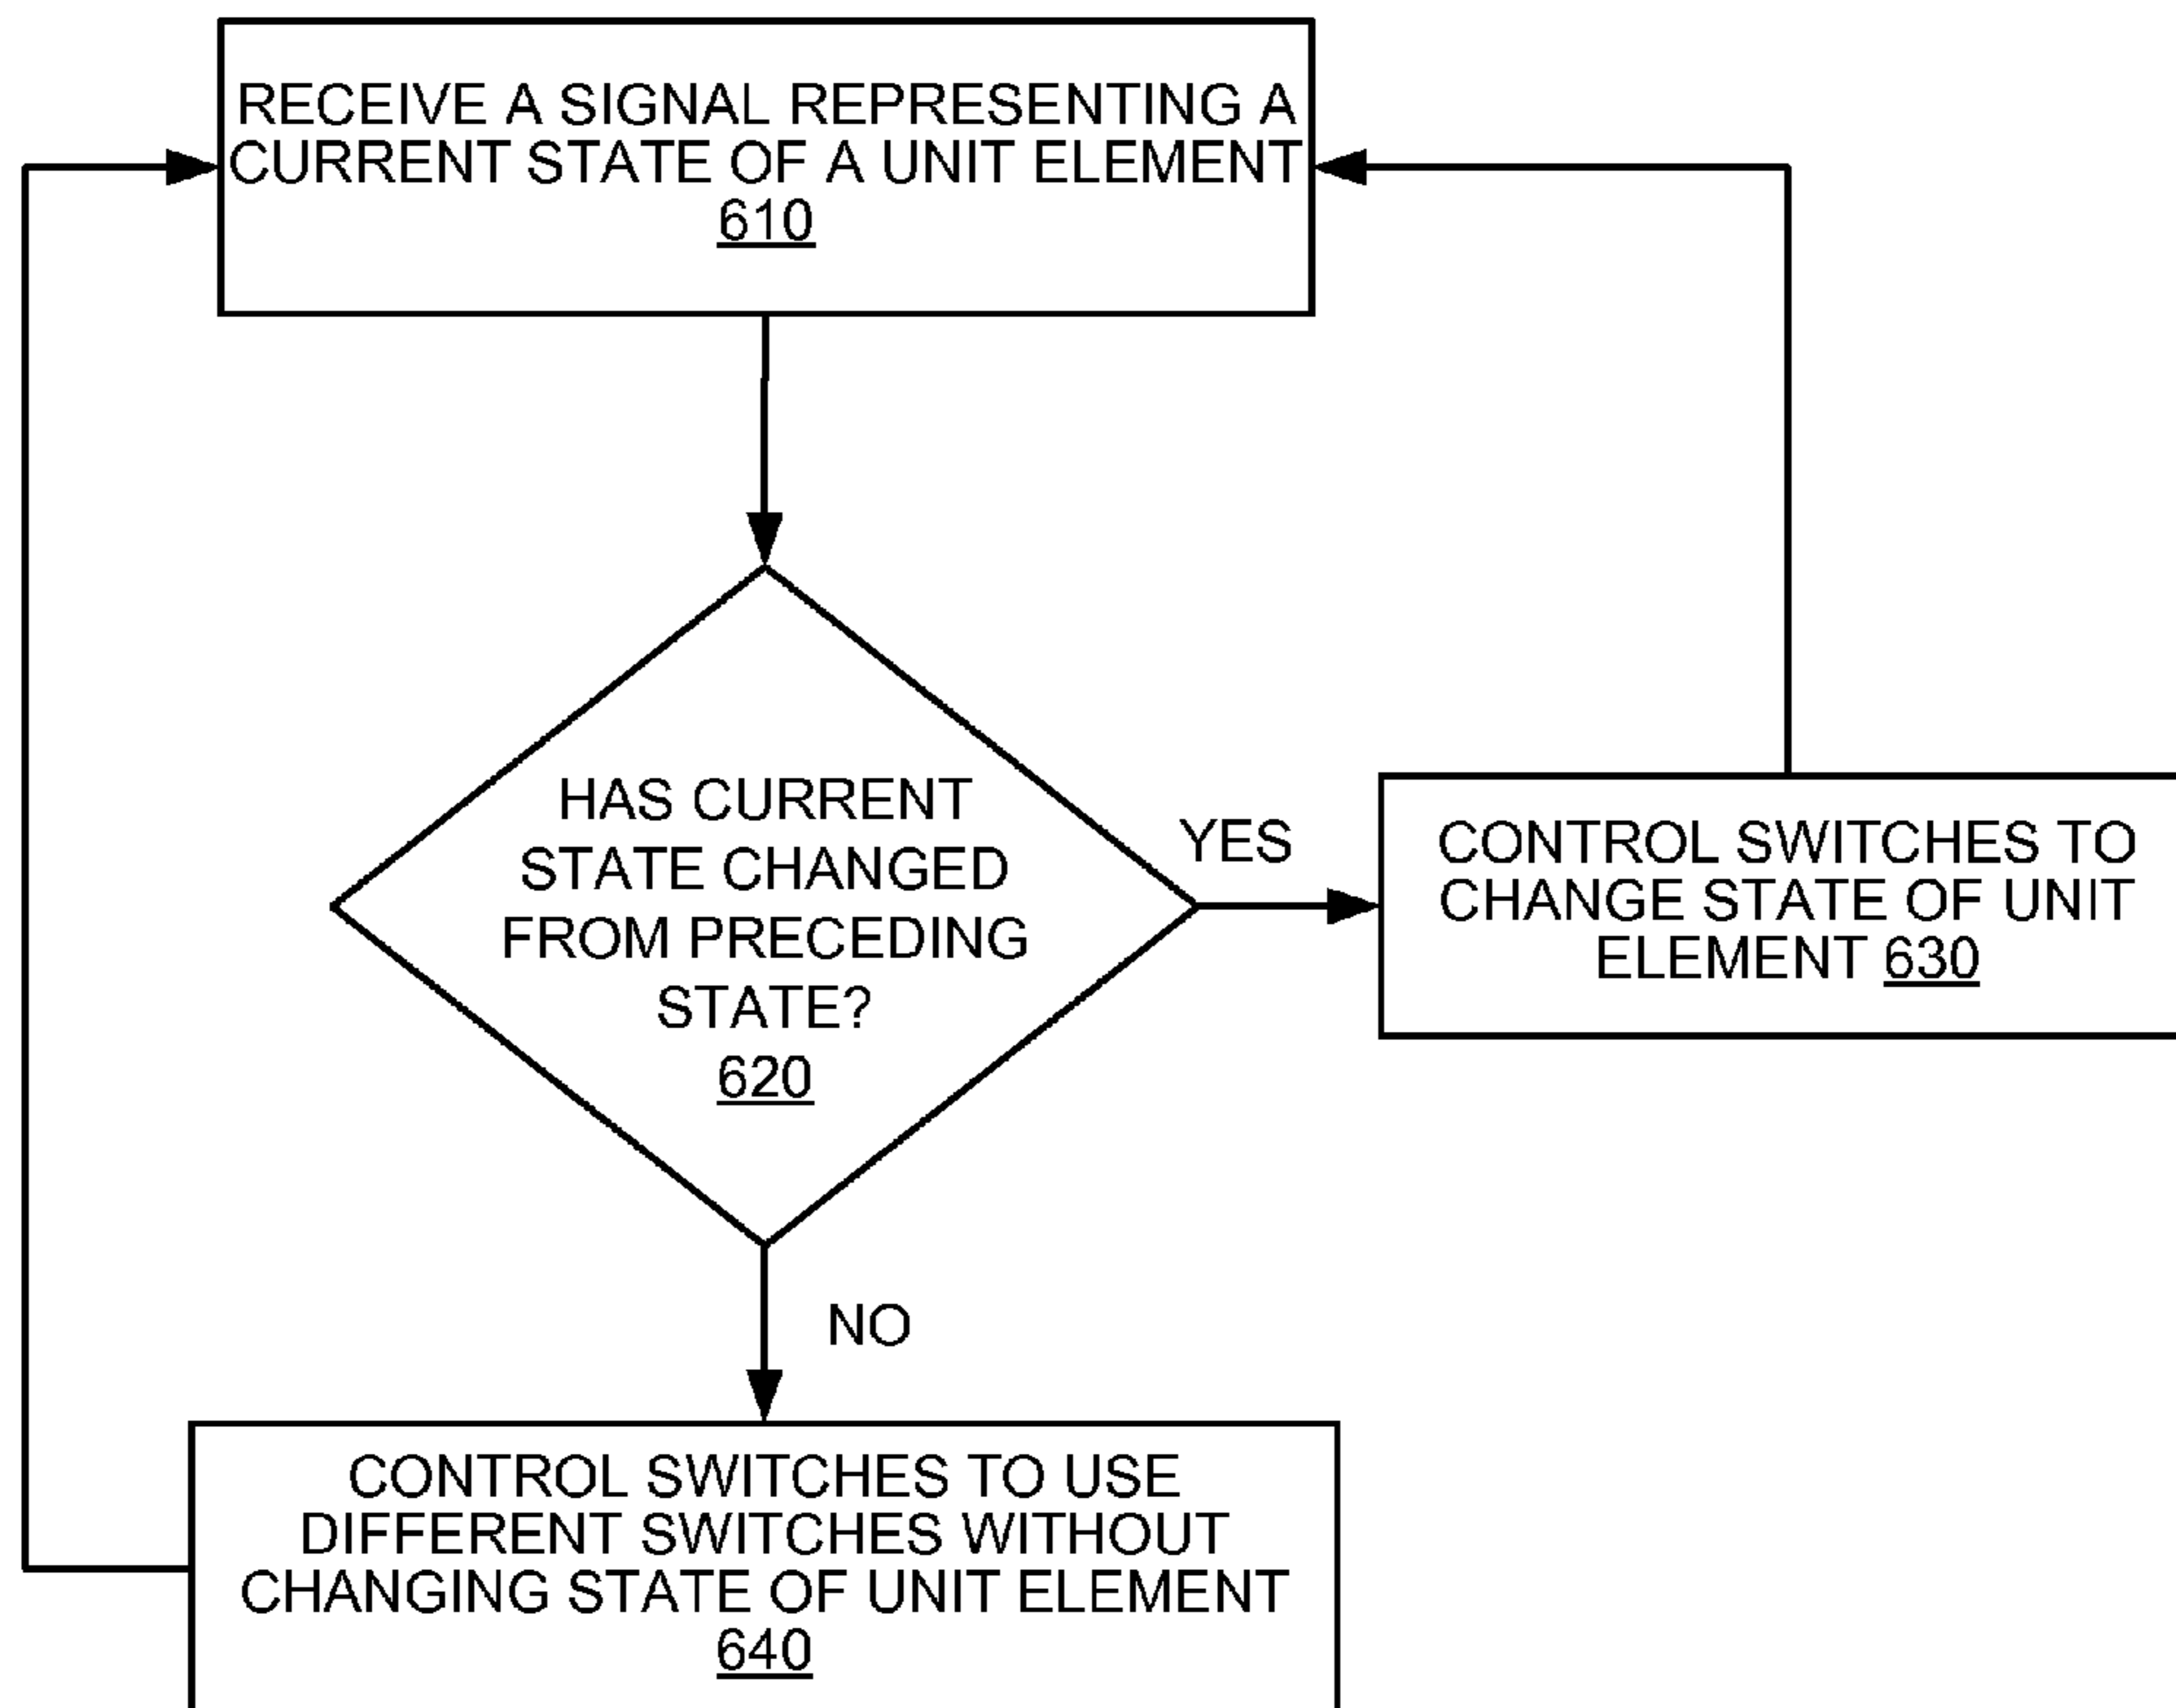 RECEIVE A SIGNAL REPRESENTING A
CURRENT STATE OF A UNIT ELEMENT
610
HAS CURRENT
STATE CHANGED
FROM PRECEDING
STATE?
620
YES
CONTROL SWITCHES TO
CHANGE STATE OF UNIT
ELEMENT 630
NO
CONTROL SWITCHES TO USE
DIFFERENT SWITCHES WITHOUT
CHANGING STATE OF UNIT ELEMENT
640